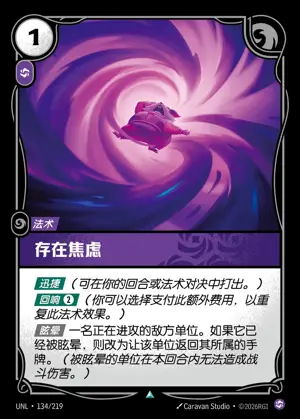 1
法术
存在焦虑
迅捷 （可在你的回合或法术对决中打出。）
回响 2 （你可以选择支付此额外费用，以重
复此法术效果。）
眩晕 一名正在进攻的敌方单位。如果它已
经被眩晕，则改为让该单位返回其所属的手
牌。（被眩晕的单位在本回合内无法造成战
斗伤害。）
UNL • 134/219
Caravan Studio • ©2026RGI